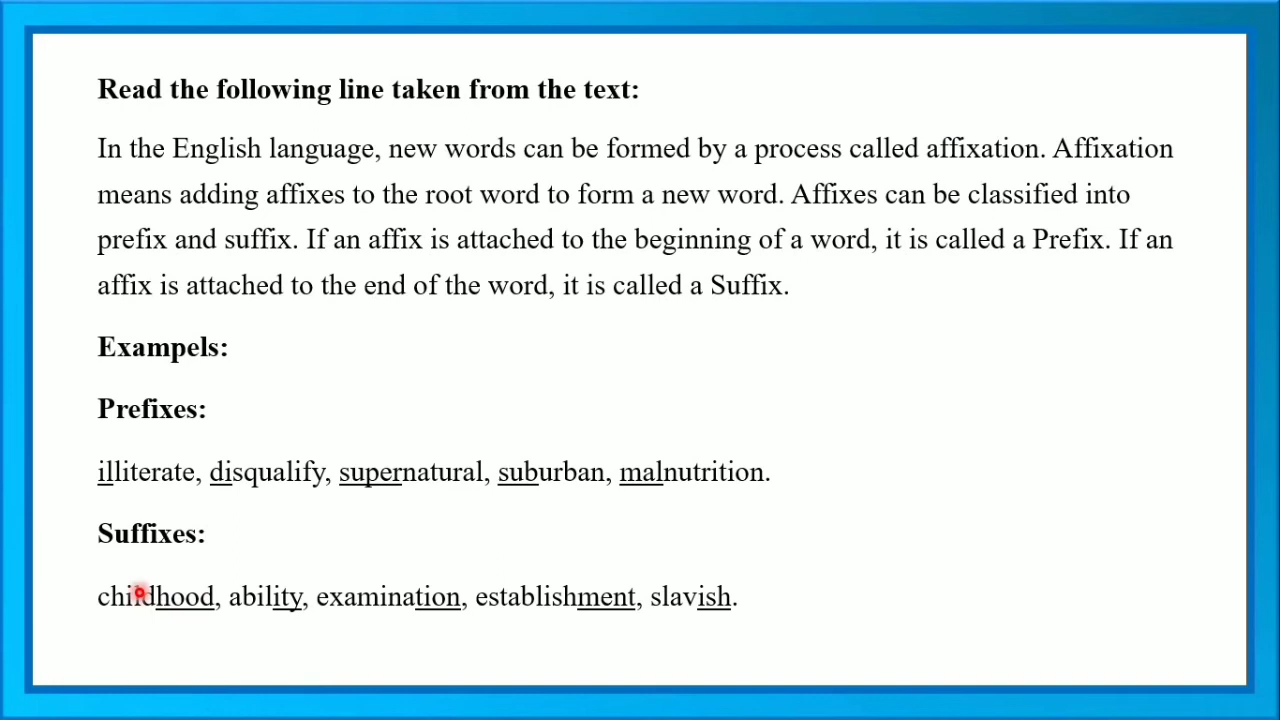 Read the following line taken from the text:
In the English language, new words can be formed by a process called affixation. Affixation
means adding affixes to the root word to form a new word. Affixes can be classified into
prefix and suffix. If an affix is attached to the beginning of a word, it is called a Prefix. If an
affix is attached to the end of the word, it is called a Suffix.
Exampels:
Prefixes:
illiterate, disqualify, supernatural, suburban, malnutrition.
Suffixes:
childhood, ability, examination, establishment, slavish.